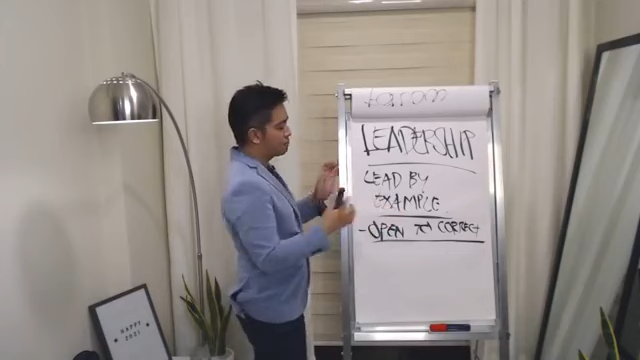 LEADERSHIP
LEAD BY
EXAMPLE
- OPEN TO CORRECT
HAPPY
2021